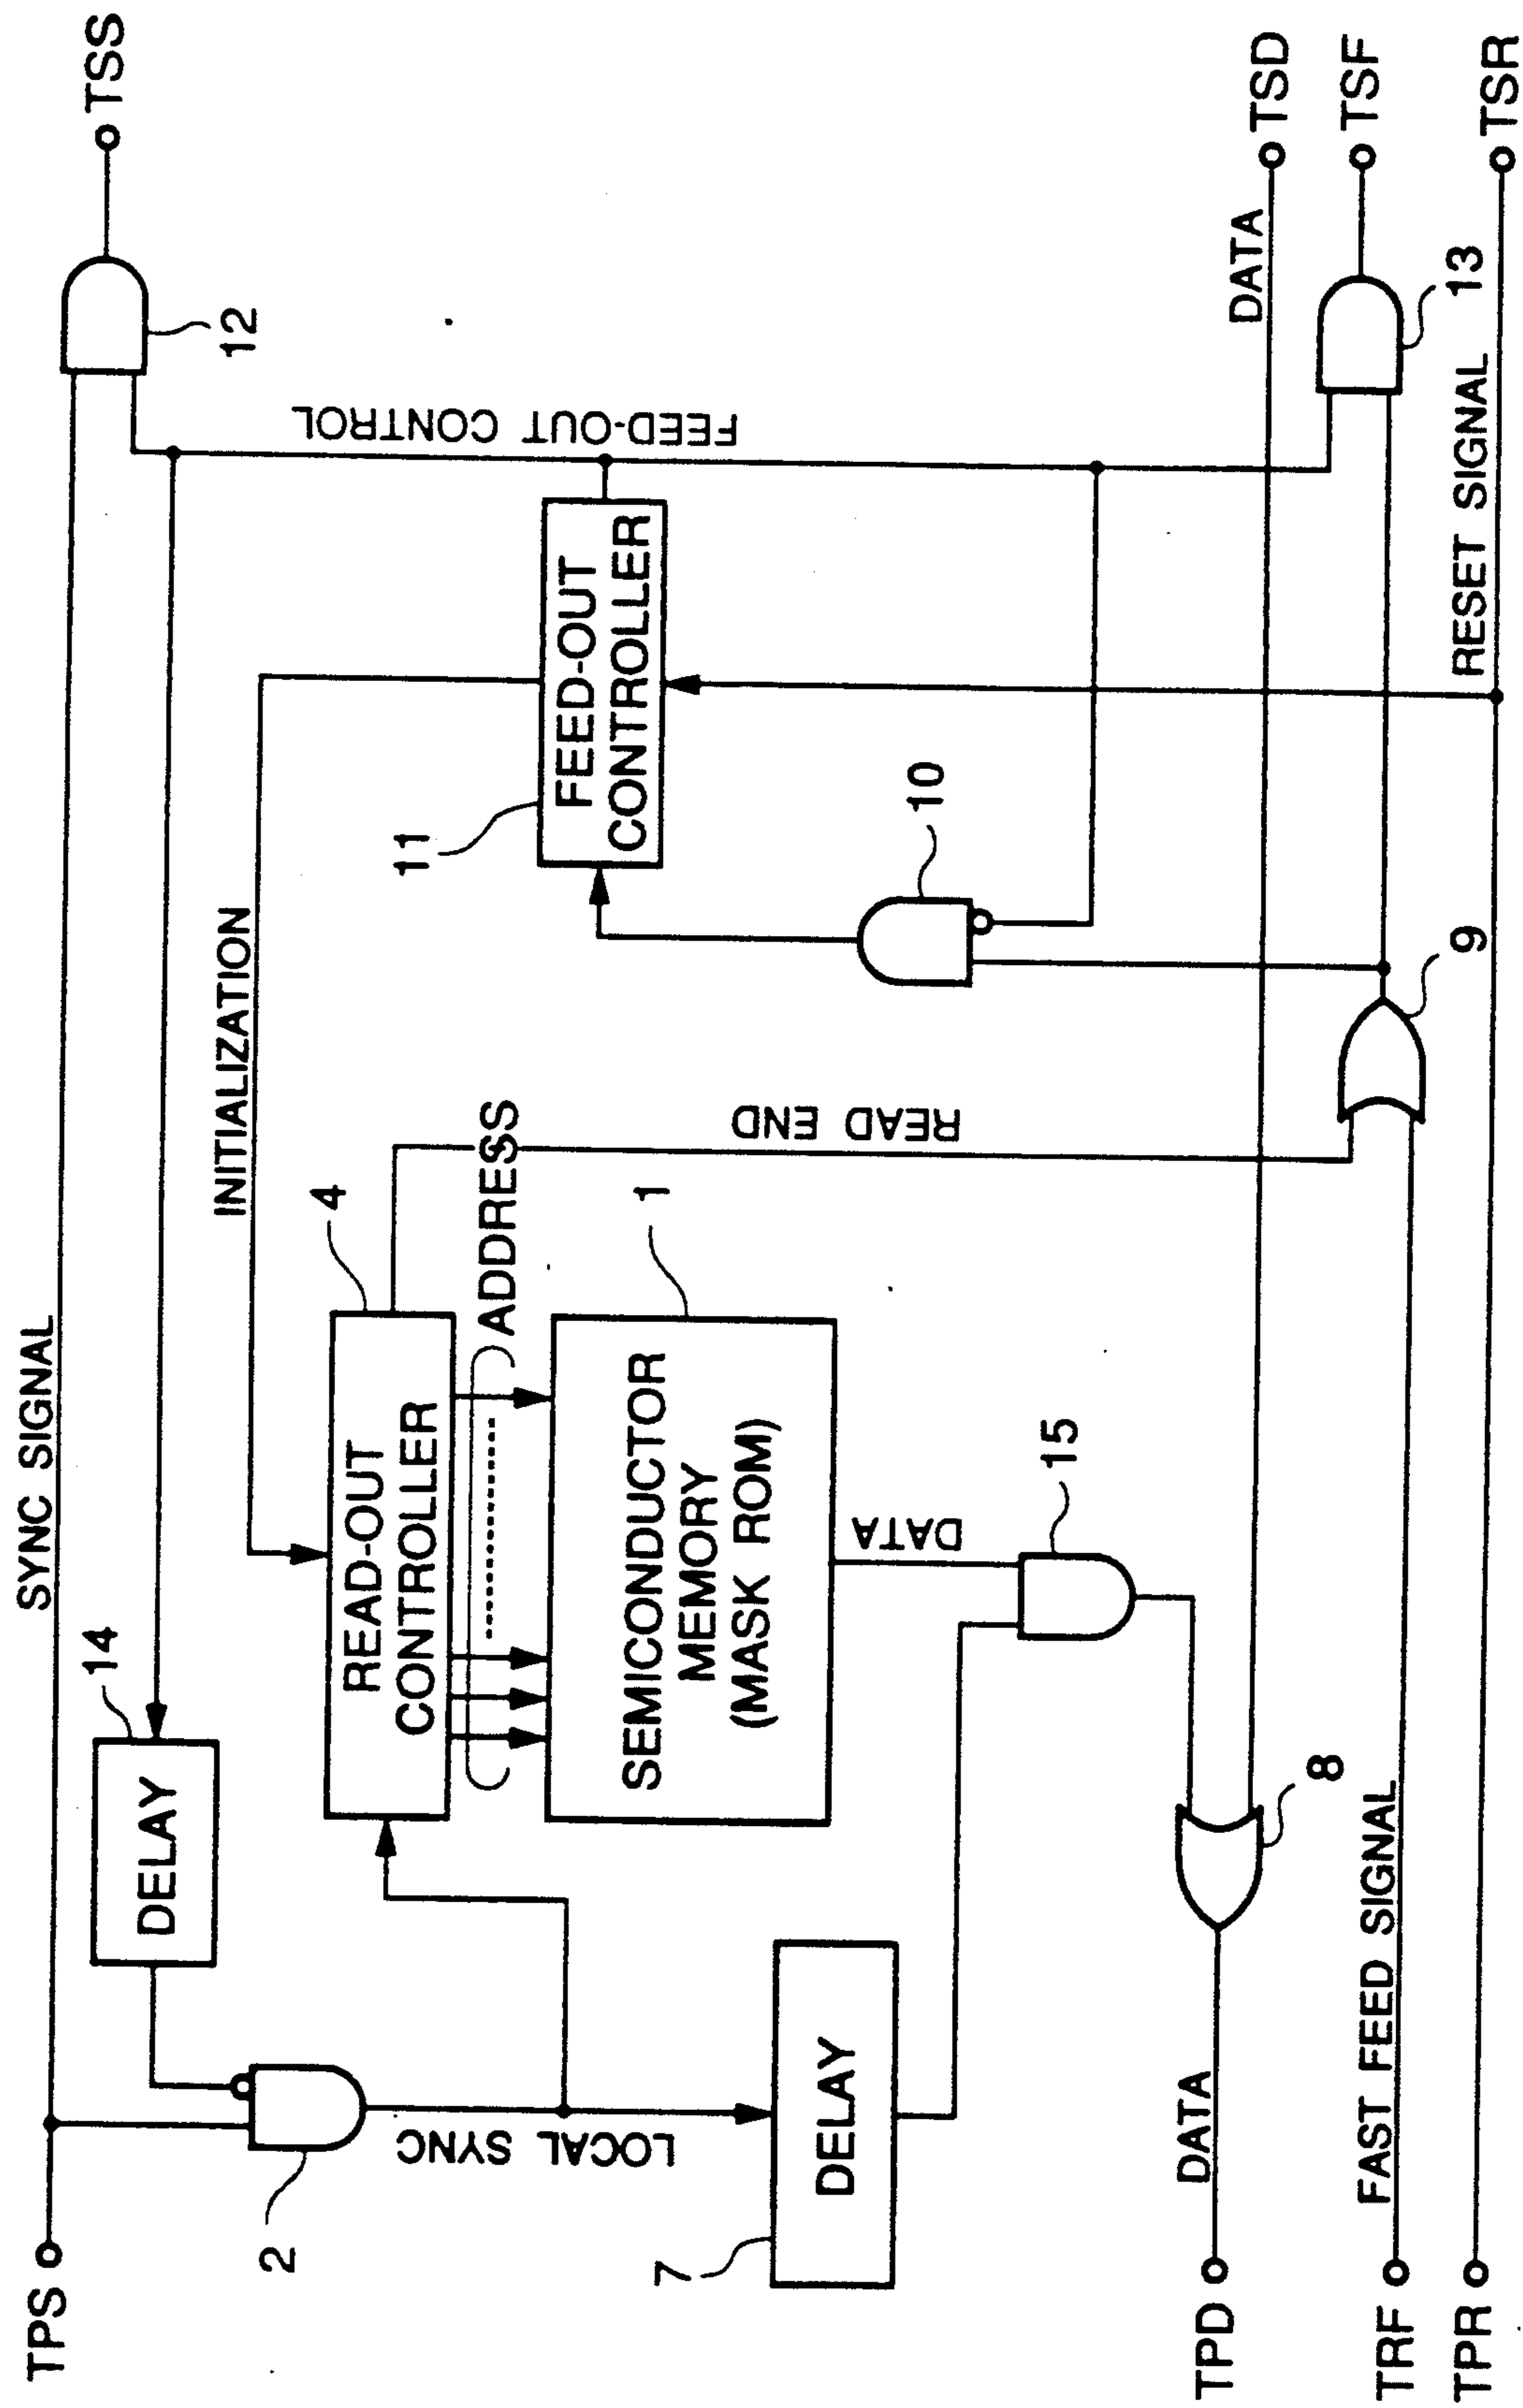 TPS
SYNC SIGNAL
TSS
12
14
DELAY
INITIALIZATION
2
LOCAL SYNC
READ-OUT
CONTROLLER
4
ADDRESS
SEMICONDUCTOR
MEMORY
(MASK ROM)
1
READ END
11
FEED-OUT
CONTROLLER
FEED-OUT CONTROL
7
DELAY
DATA
15
10
TPD
DATA
8
DATA
TSD
TRF
FAST FEED SIGNAL
9
13
TSF
TPR
RESET SIGNAL
TSR